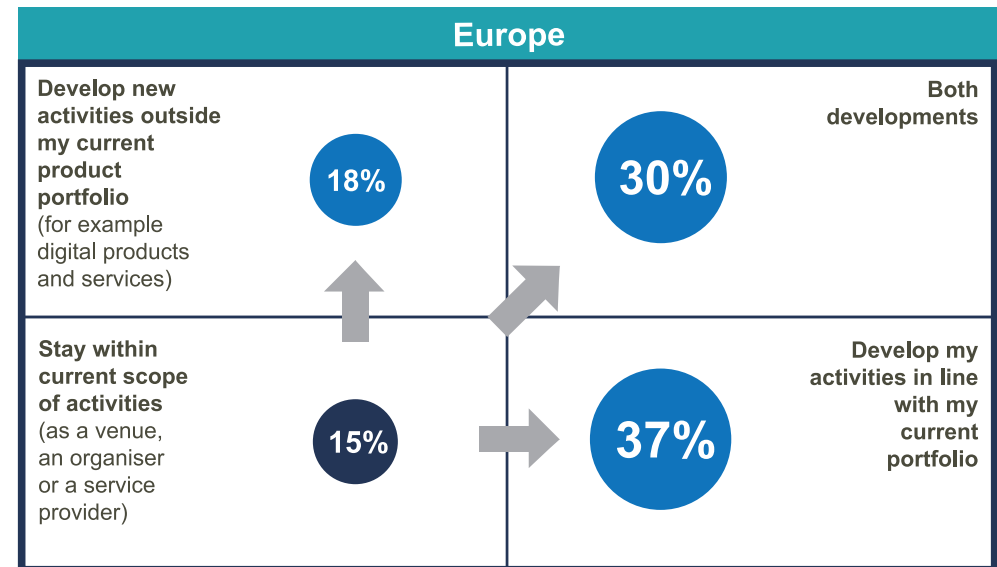 Europe
Develop new
activities outside
my current
product
portfolio
(for example
digital products
and services)
18%
Both
developments
30%
Stay within
current scope
of activities
(as a venue,
an organiser
or a service
provider)
15%
Develop my
activities in line
with my
current
portfolio
37%